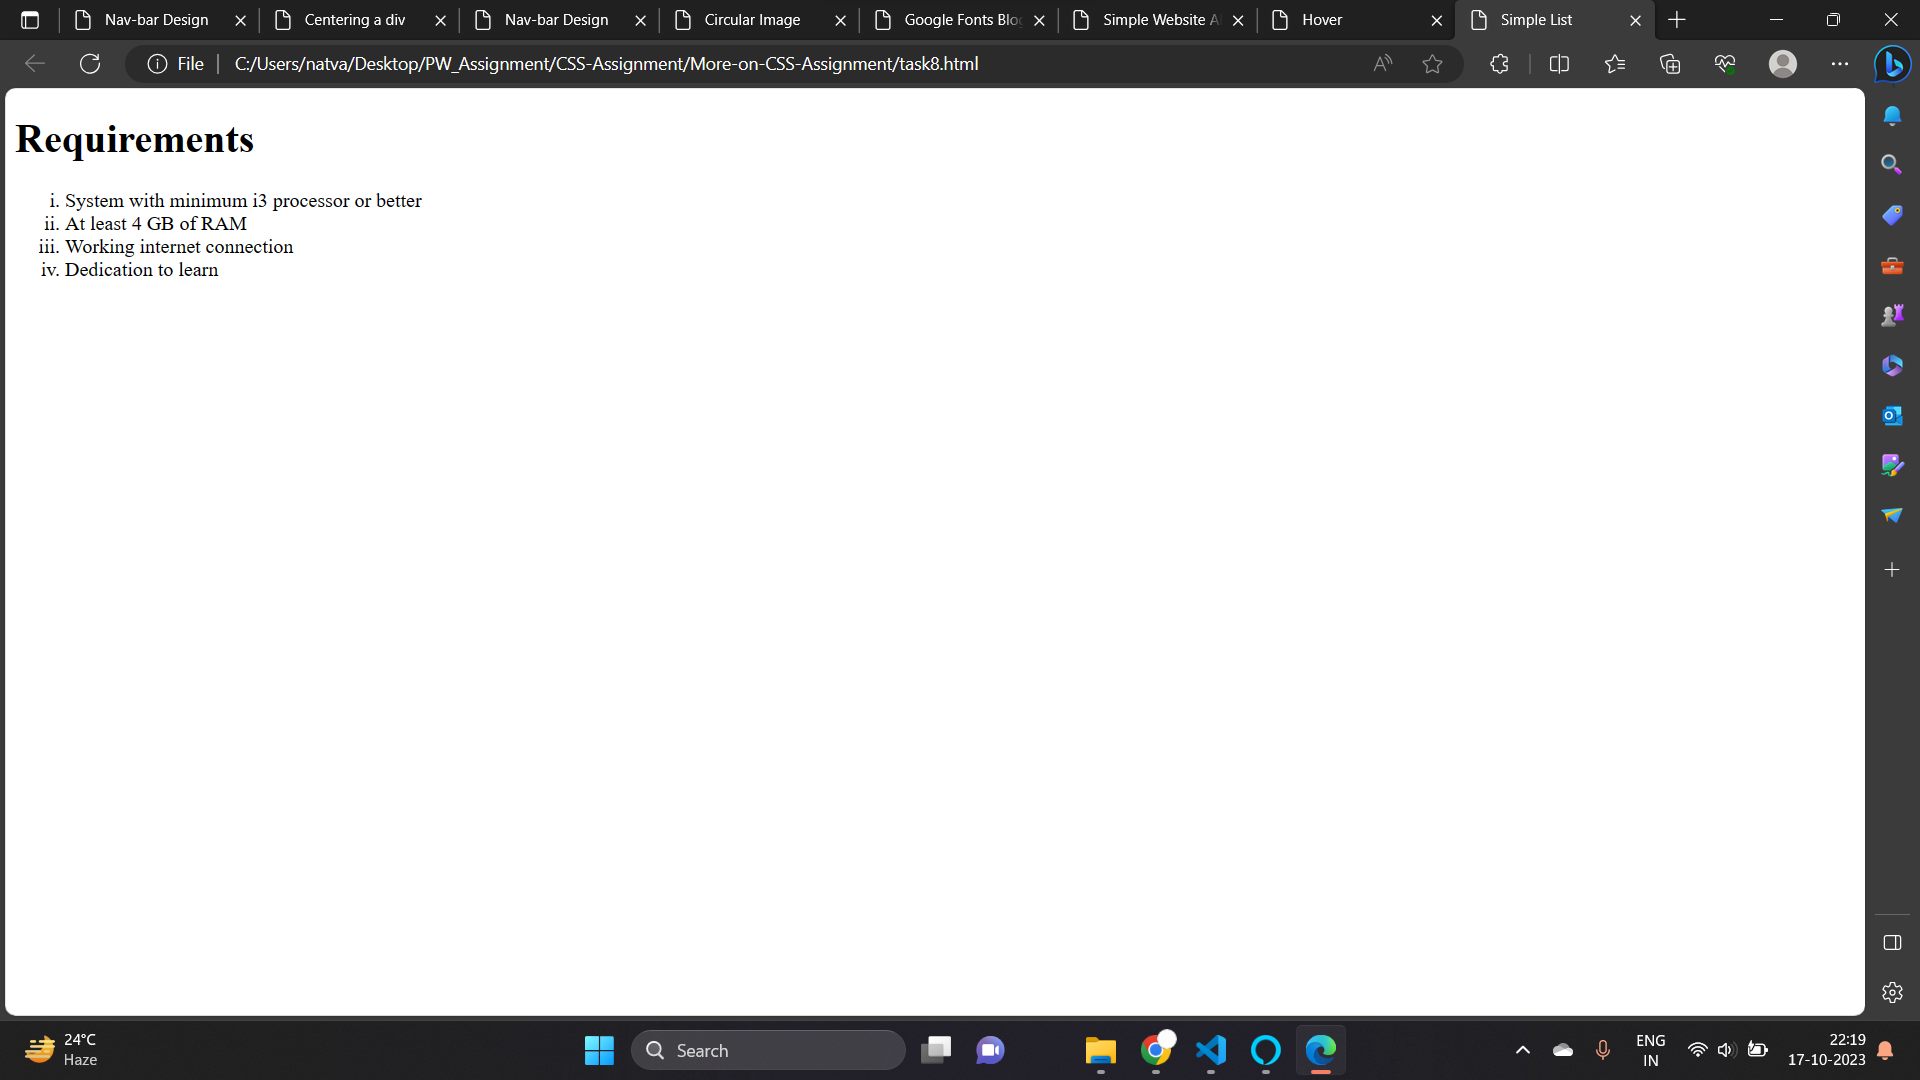 Nav-bar Design
Centering a div
Nav-bar Design
Circular Image
Google Fonts Blo
Simple Website A
Hover
Simple List
File
C:/Users/natva/Desktop/PW_Assignment/CSS-Assignment/More-on-CSS-Assignment/task8.html
Requirements
i. System with minimum i3 processor or better
ii. At least 4 GB of RAM
iii. Working internet connection
iv. Dedication to learn
24°C
Haze
Search
ENG
IN
22:19
17-10-2023